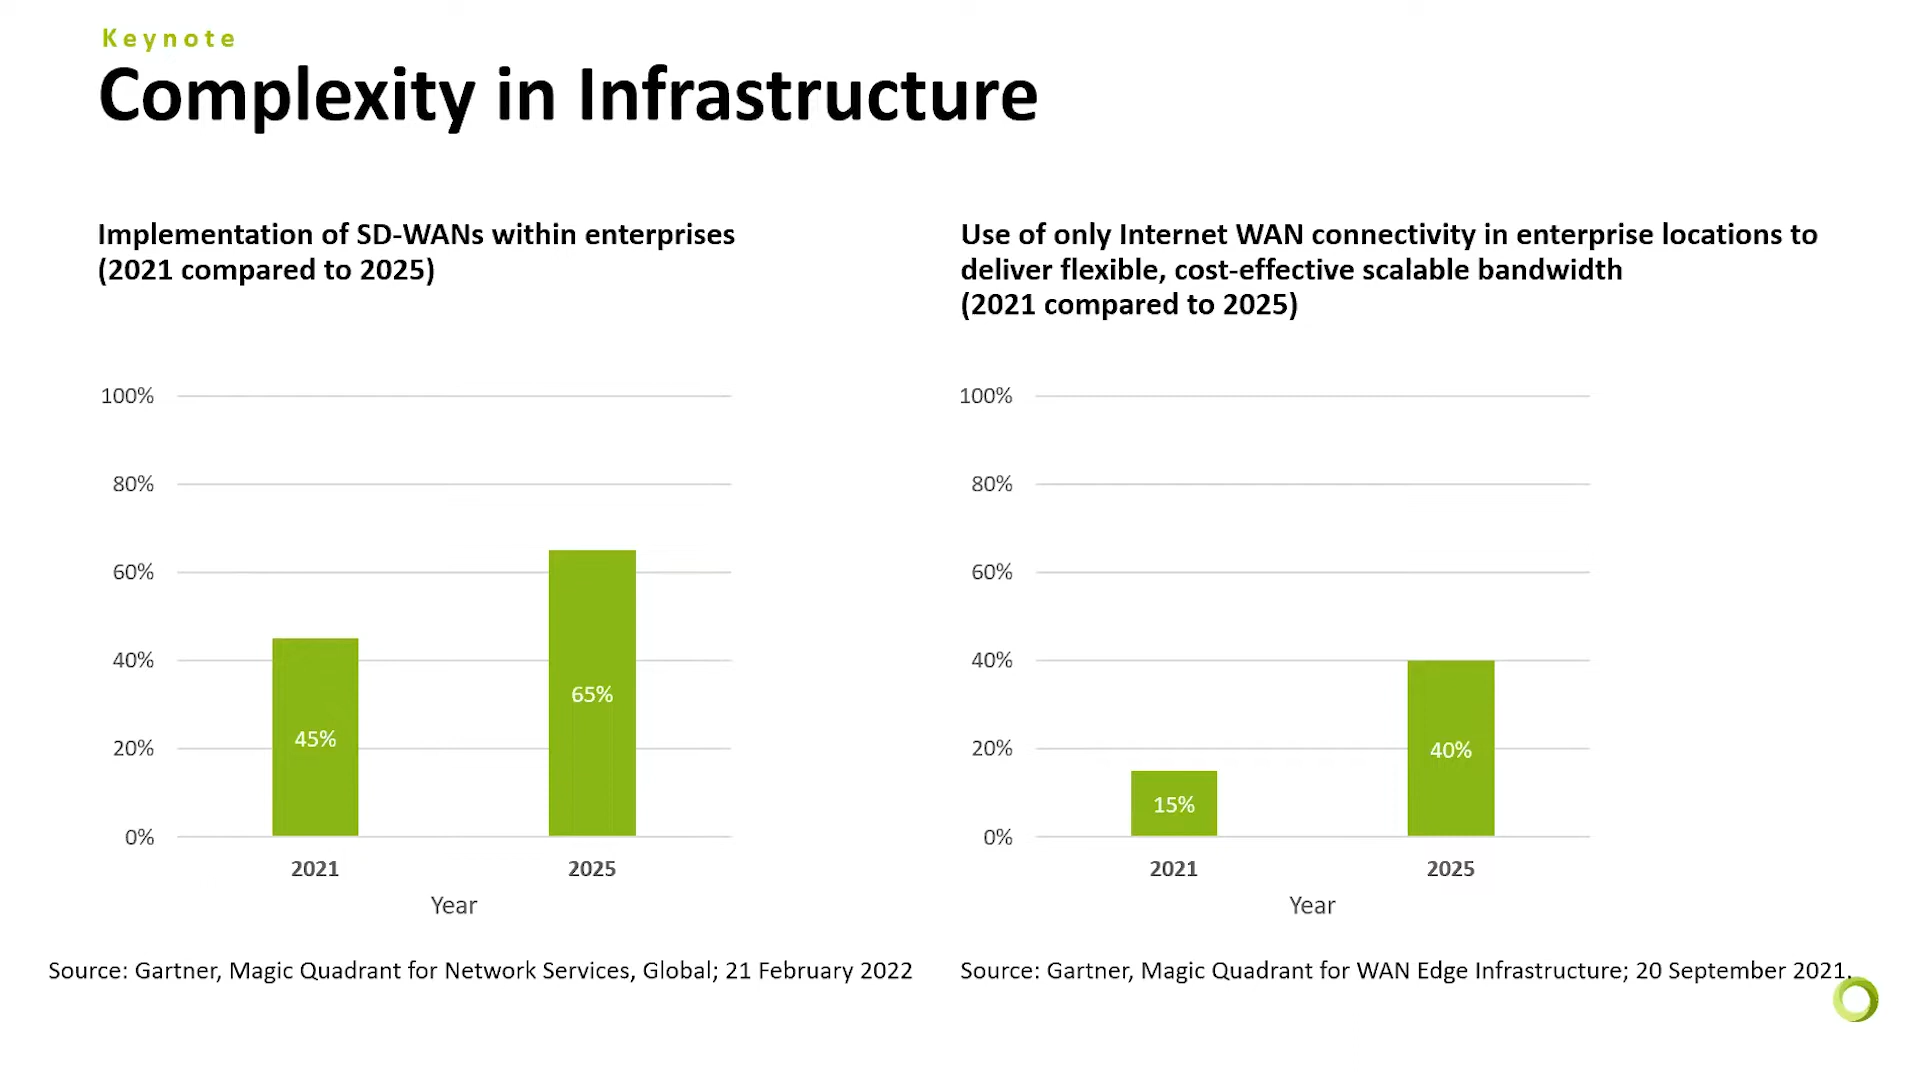 Keynote
Complexity in Infrastructure
Implementation of SD-WANs within enterprises
(2021 compared to 2025)
100%
80%
60%
40%
20%
0%
45%
65%
2021
2025
Year
Source: Gartner, Magic Quadrant for Network Services, Global; 21 February 2022
Use of only Internet WAN connectivity in enterprise locations to
deliver flexible, cost-effective scalable bandwidth
(2021 compared to 2025)
100%
80%
60%
40%
20%
0%
15%
40%
2021
2025
Year
Source: Gartner, Magic Quadrant for WAN Edge Infrastructure; 20 September 2021.